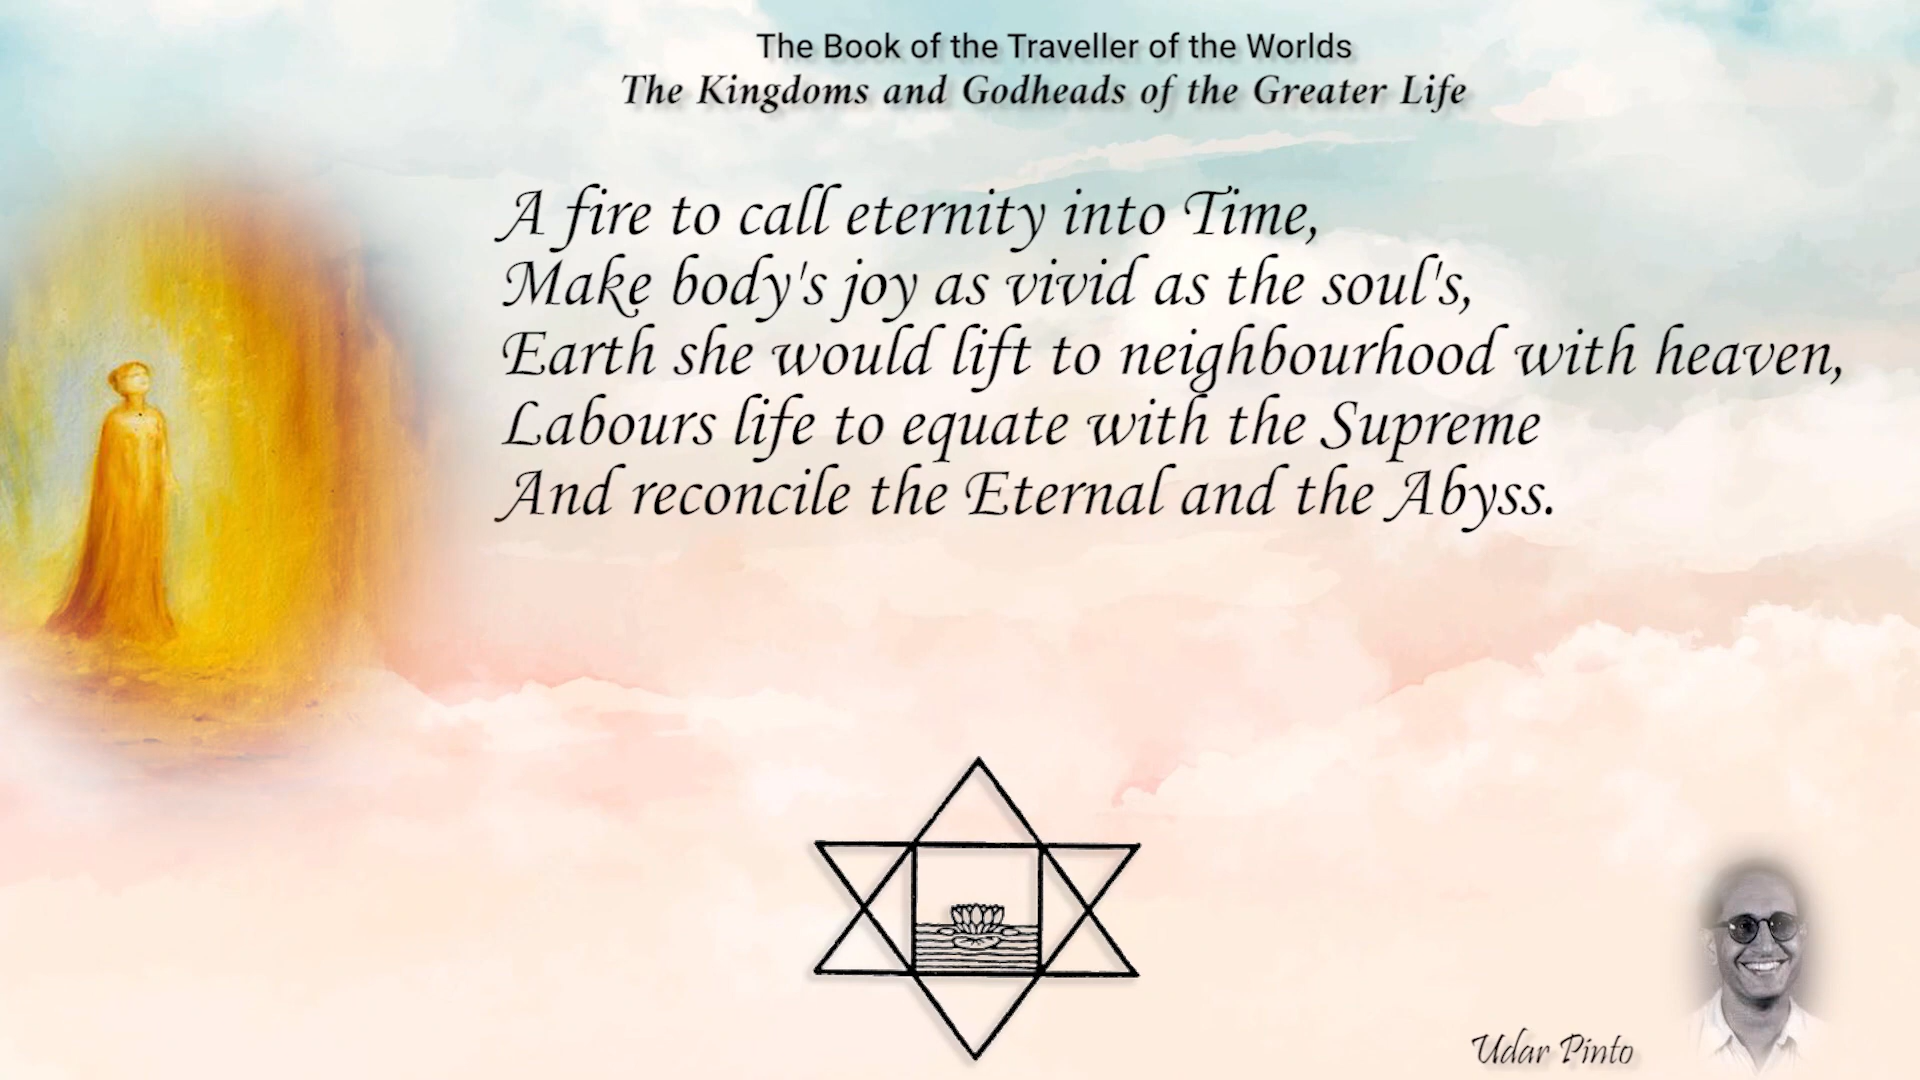 The Book of the Traveller of the Worlds
The Kingdoms and Godheads of the Greater Life
A fire to call eternity into Time,
Make body's joy as vivid as the soul's,
Earth she would lift to neighbourhood with heaven,
Labours life to equate with the Supreme
And reconcile the Eternal and the Abyss.
Udar Pinto